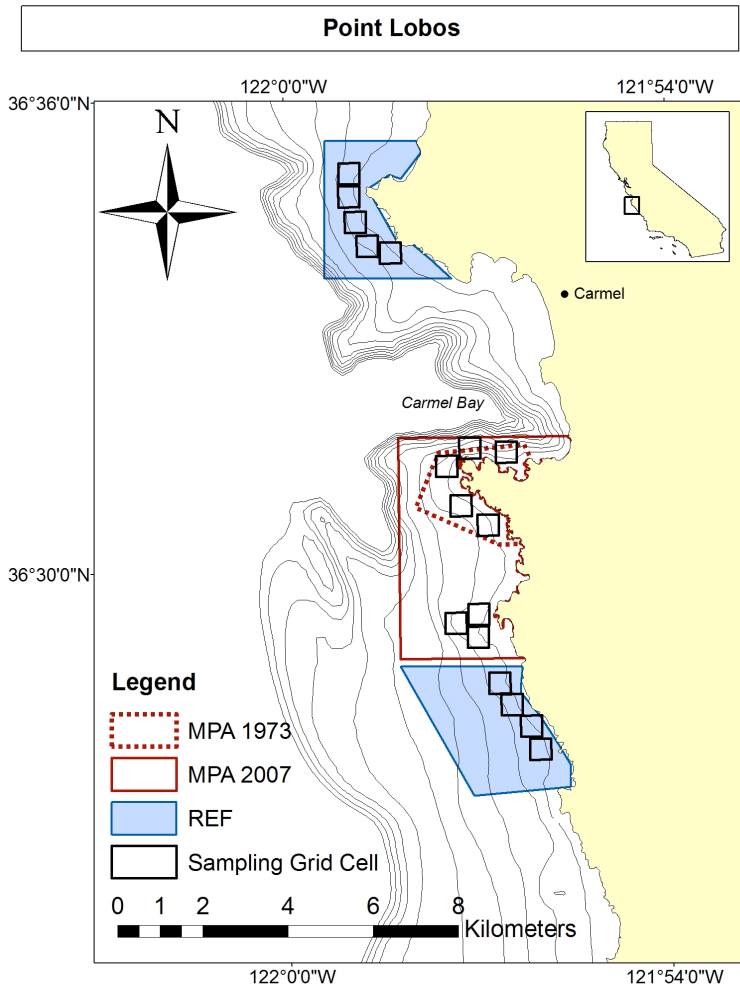 Point Lobos
122°0'0"W 121°54'0"W
36°36'0"N
N
Carmel
Carmel Bay
36°30'0"N
Legend
MPA 1973
MPA 2007
REF
Sampling Grid Cell
0 1 2 4 6 8
Kilometers
122°0'0"W 121°54'0"W